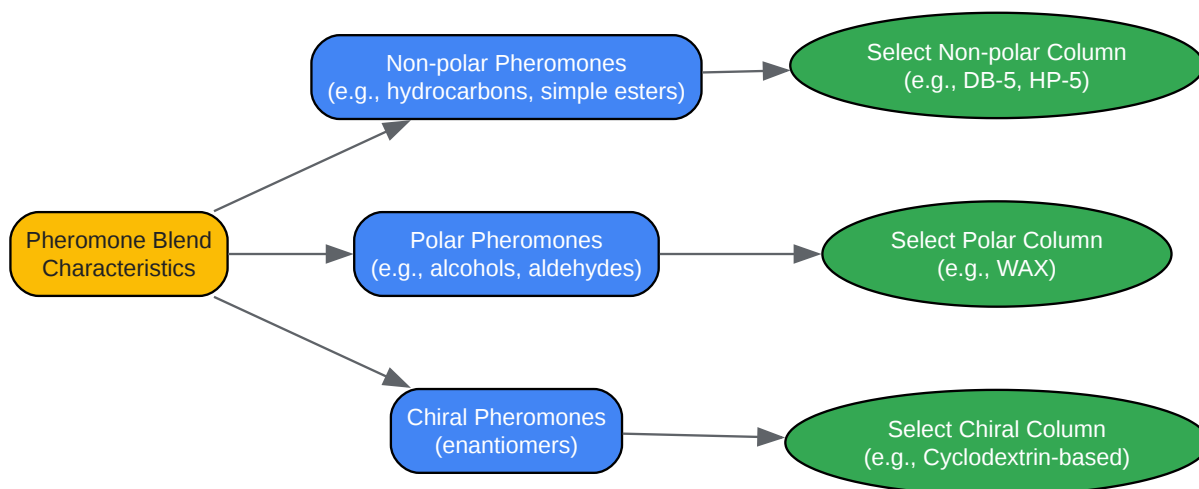 Non-polar Pheromones
(e.g., hydrocarbons, simple esters)
Select Non-polar Column
(e.g., DB-5, HP-5)
Pheromone Blend
Characteristics
Polar Pheromones
(e.g., alcohols, aldehydes)
Select Polar Column
(e.g., WAX)
Chiral Pheromones
(enantiomers)
Select Chiral Column
(e.g., Cyclodextrin-based)